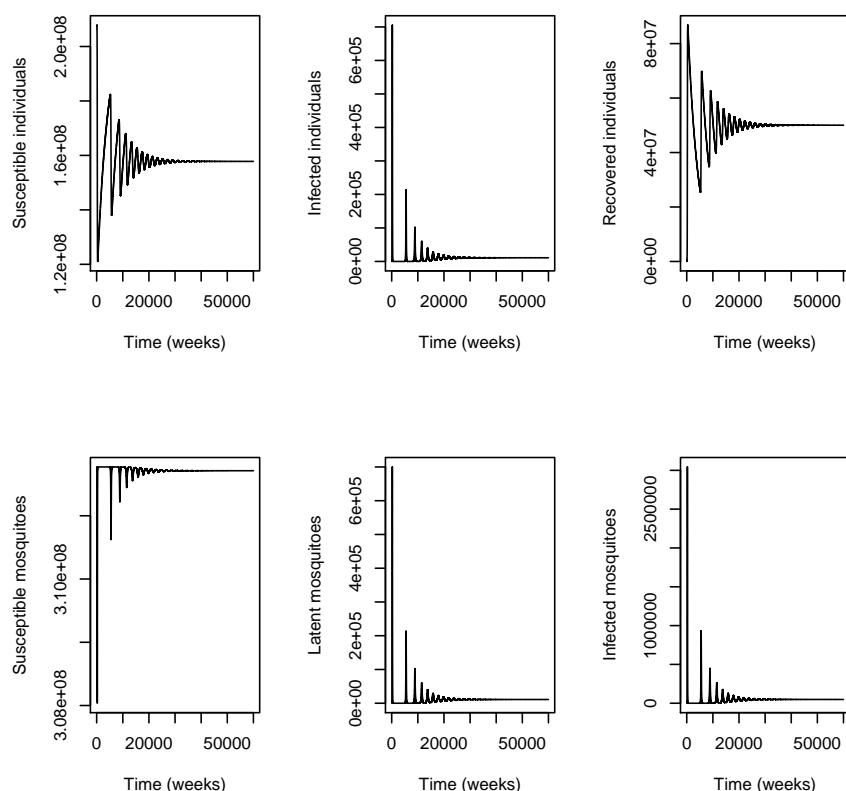 Susceptible individuals
1.2e+08 1.6e+08 2.0e+08
0 20000 50000
Time (weeks)
Infected individuals
0e+00 2e+05 4e+05 6e+05
0 20000 50000
Time (weeks)
Recovered individuals
0e+00 4e+07 8e+07
0 20000 50000
Time (weeks)
Susceptible mosquitoes
3.08e+08 3.10e+08
0 20000 50000
Time (weeks)
Latent mosquitoes
0e+00 2e+05 4e+05 6e+05
0 20000 50000
Time (weeks)
Infected mosquitoes
0 1000000 2500000
0 20000 50000
Time (weeks)